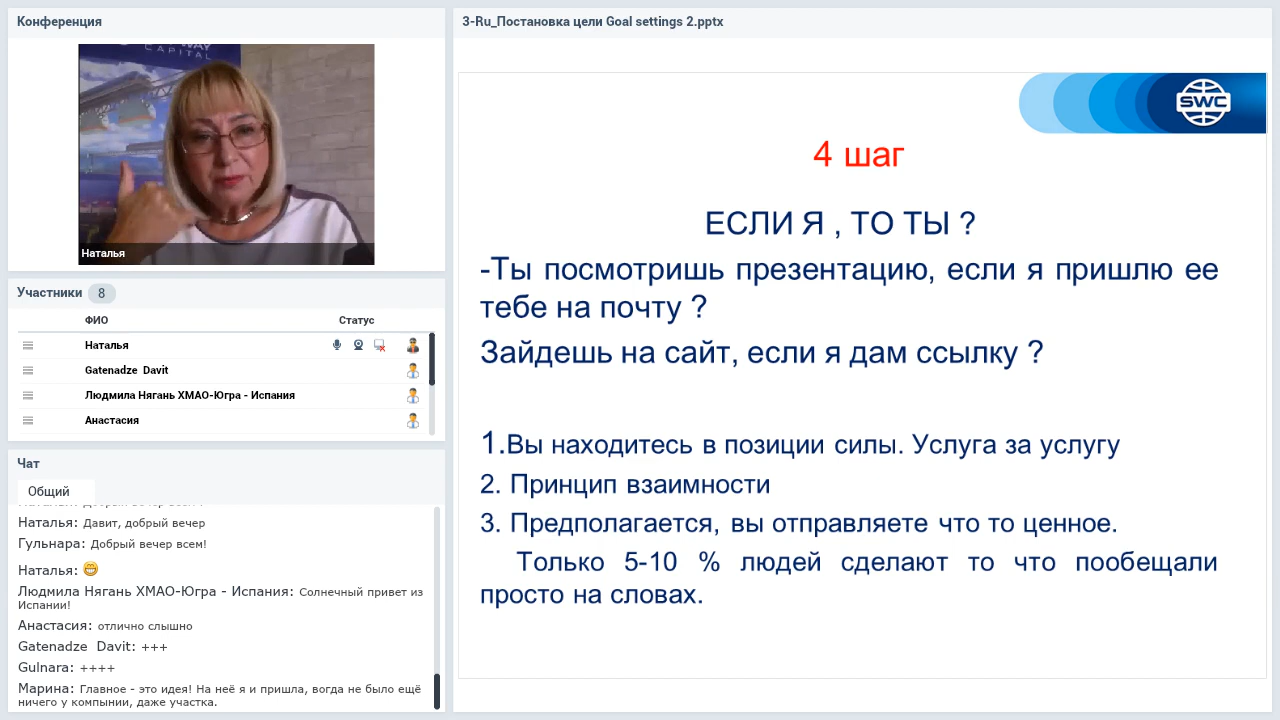 Конференция
CAPITAL
Наталья
Участники 8
ФИО Статус
Наталья
Gatenadze Davit
Людмила Нягань ХМАО-Югра - Испания
Анастасия
Чат
Общий
Наталья: Давит, добрый вечер
Гульнара: Добрый вечер всем!
Наталья:
Людмила Нягань ХМАО-Югра - Испания: Солнечный привет из
Испании!
Анастасия: отлично слышно
Gatenadze Davit: +++
Gulnara: ++++
Марина: Главное - это идея! На неё я и пришла, вогда не было ещё
ничего у компынии, даже участка.
3-Ru_Постановка цели Goal settings 2.pptx
SWC
4 шаг
ЕСЛИ Я , ТО ТЫ ?
-Ты посмотришь презентацию, если я пришлю ее
тебе на почту ?
Зайдешь на сайт, если я дам ссылку ?
1.Вы находитесь в позиции силы. Услуга за услугу
2. Принцип взаимности
3. Предполагается, вы отправляете что то ценное.
Только 5-10 % людей сделают то что пообещали
просто на словах.